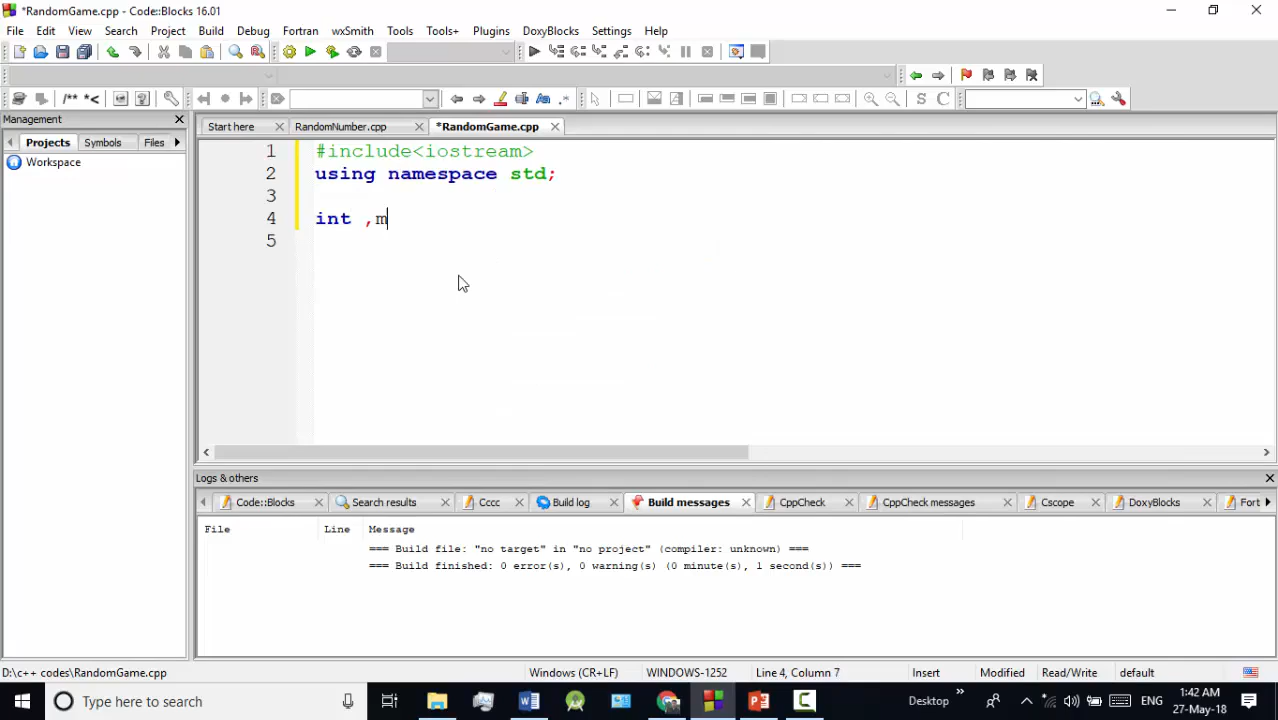 *RandomGame.cpp - Code::Blocks 16.01
File Edit View Search Project Build Debug Fortran wxSmith Tools Tools+ Plugins DoxyBlocks Settings Help
/** *<
S C
Management
Projects Symbols Files
Workspace
Start here RandomNumber.cpp *RandomGame.cpp
1 #include<iostream>
2 using namespace std;
3
4 int ,m
5
Logs & others
Code::Blocks Search results Cccc Build log Build messages CppCheck CppCheck messages Cscope DoxyBlocks Fort
File Line Message
=== Build file: "no target" in "no project" (compiler: unknown) ===
=== Build finished: 0 error(s), 0 warning(s) (0 minute(s), 1 second(s)) ===
D:\c++ codes\RandomGame.cpp Windows (CR+LF) WINDOWS-1252 Line 4, Column 7 Insert Modified Read/Write default
Type here to search Desktop ENG 1:42 AM
27-May-18